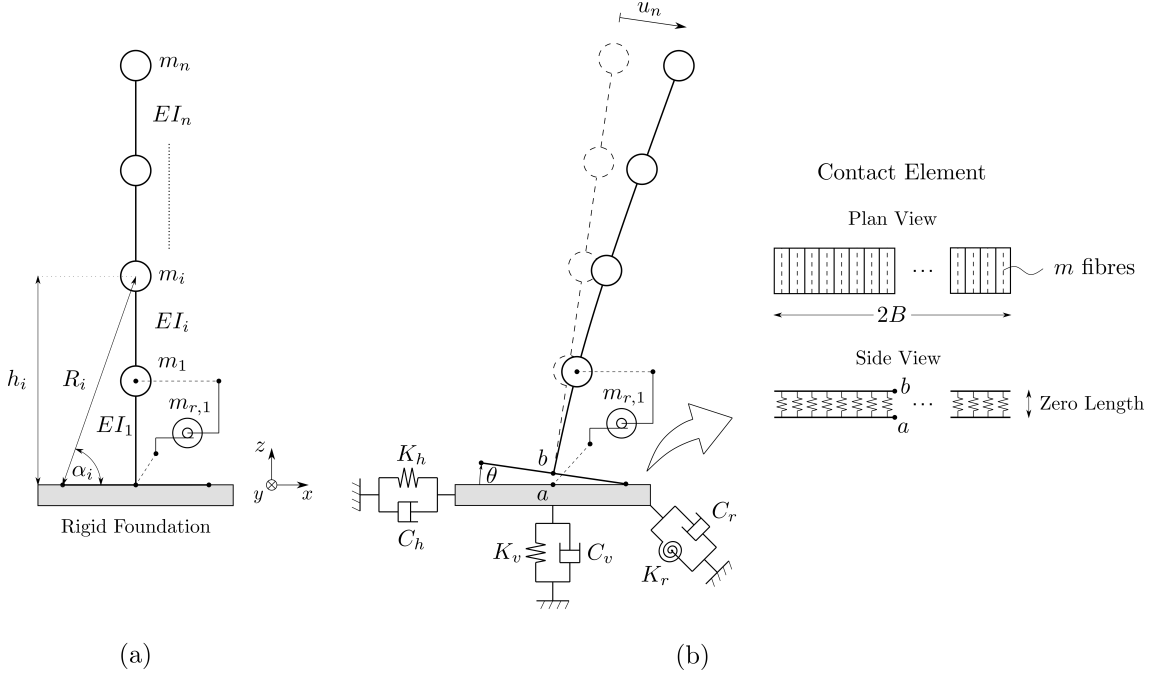 m_n
EI_n
m_i
EI_i
h_i
R_i
m_1
m_{r,1}
EI_1
α_i
Rigid Foundation
z
y
x
(a)
u_n
m_{r,1}
b
θ
a
K_h
C_h
K_v
C_v
C_r
K_r
(b)
Contact Element
Plan View
...
m fibres
2B
Side View
b
...
Zero Length
a